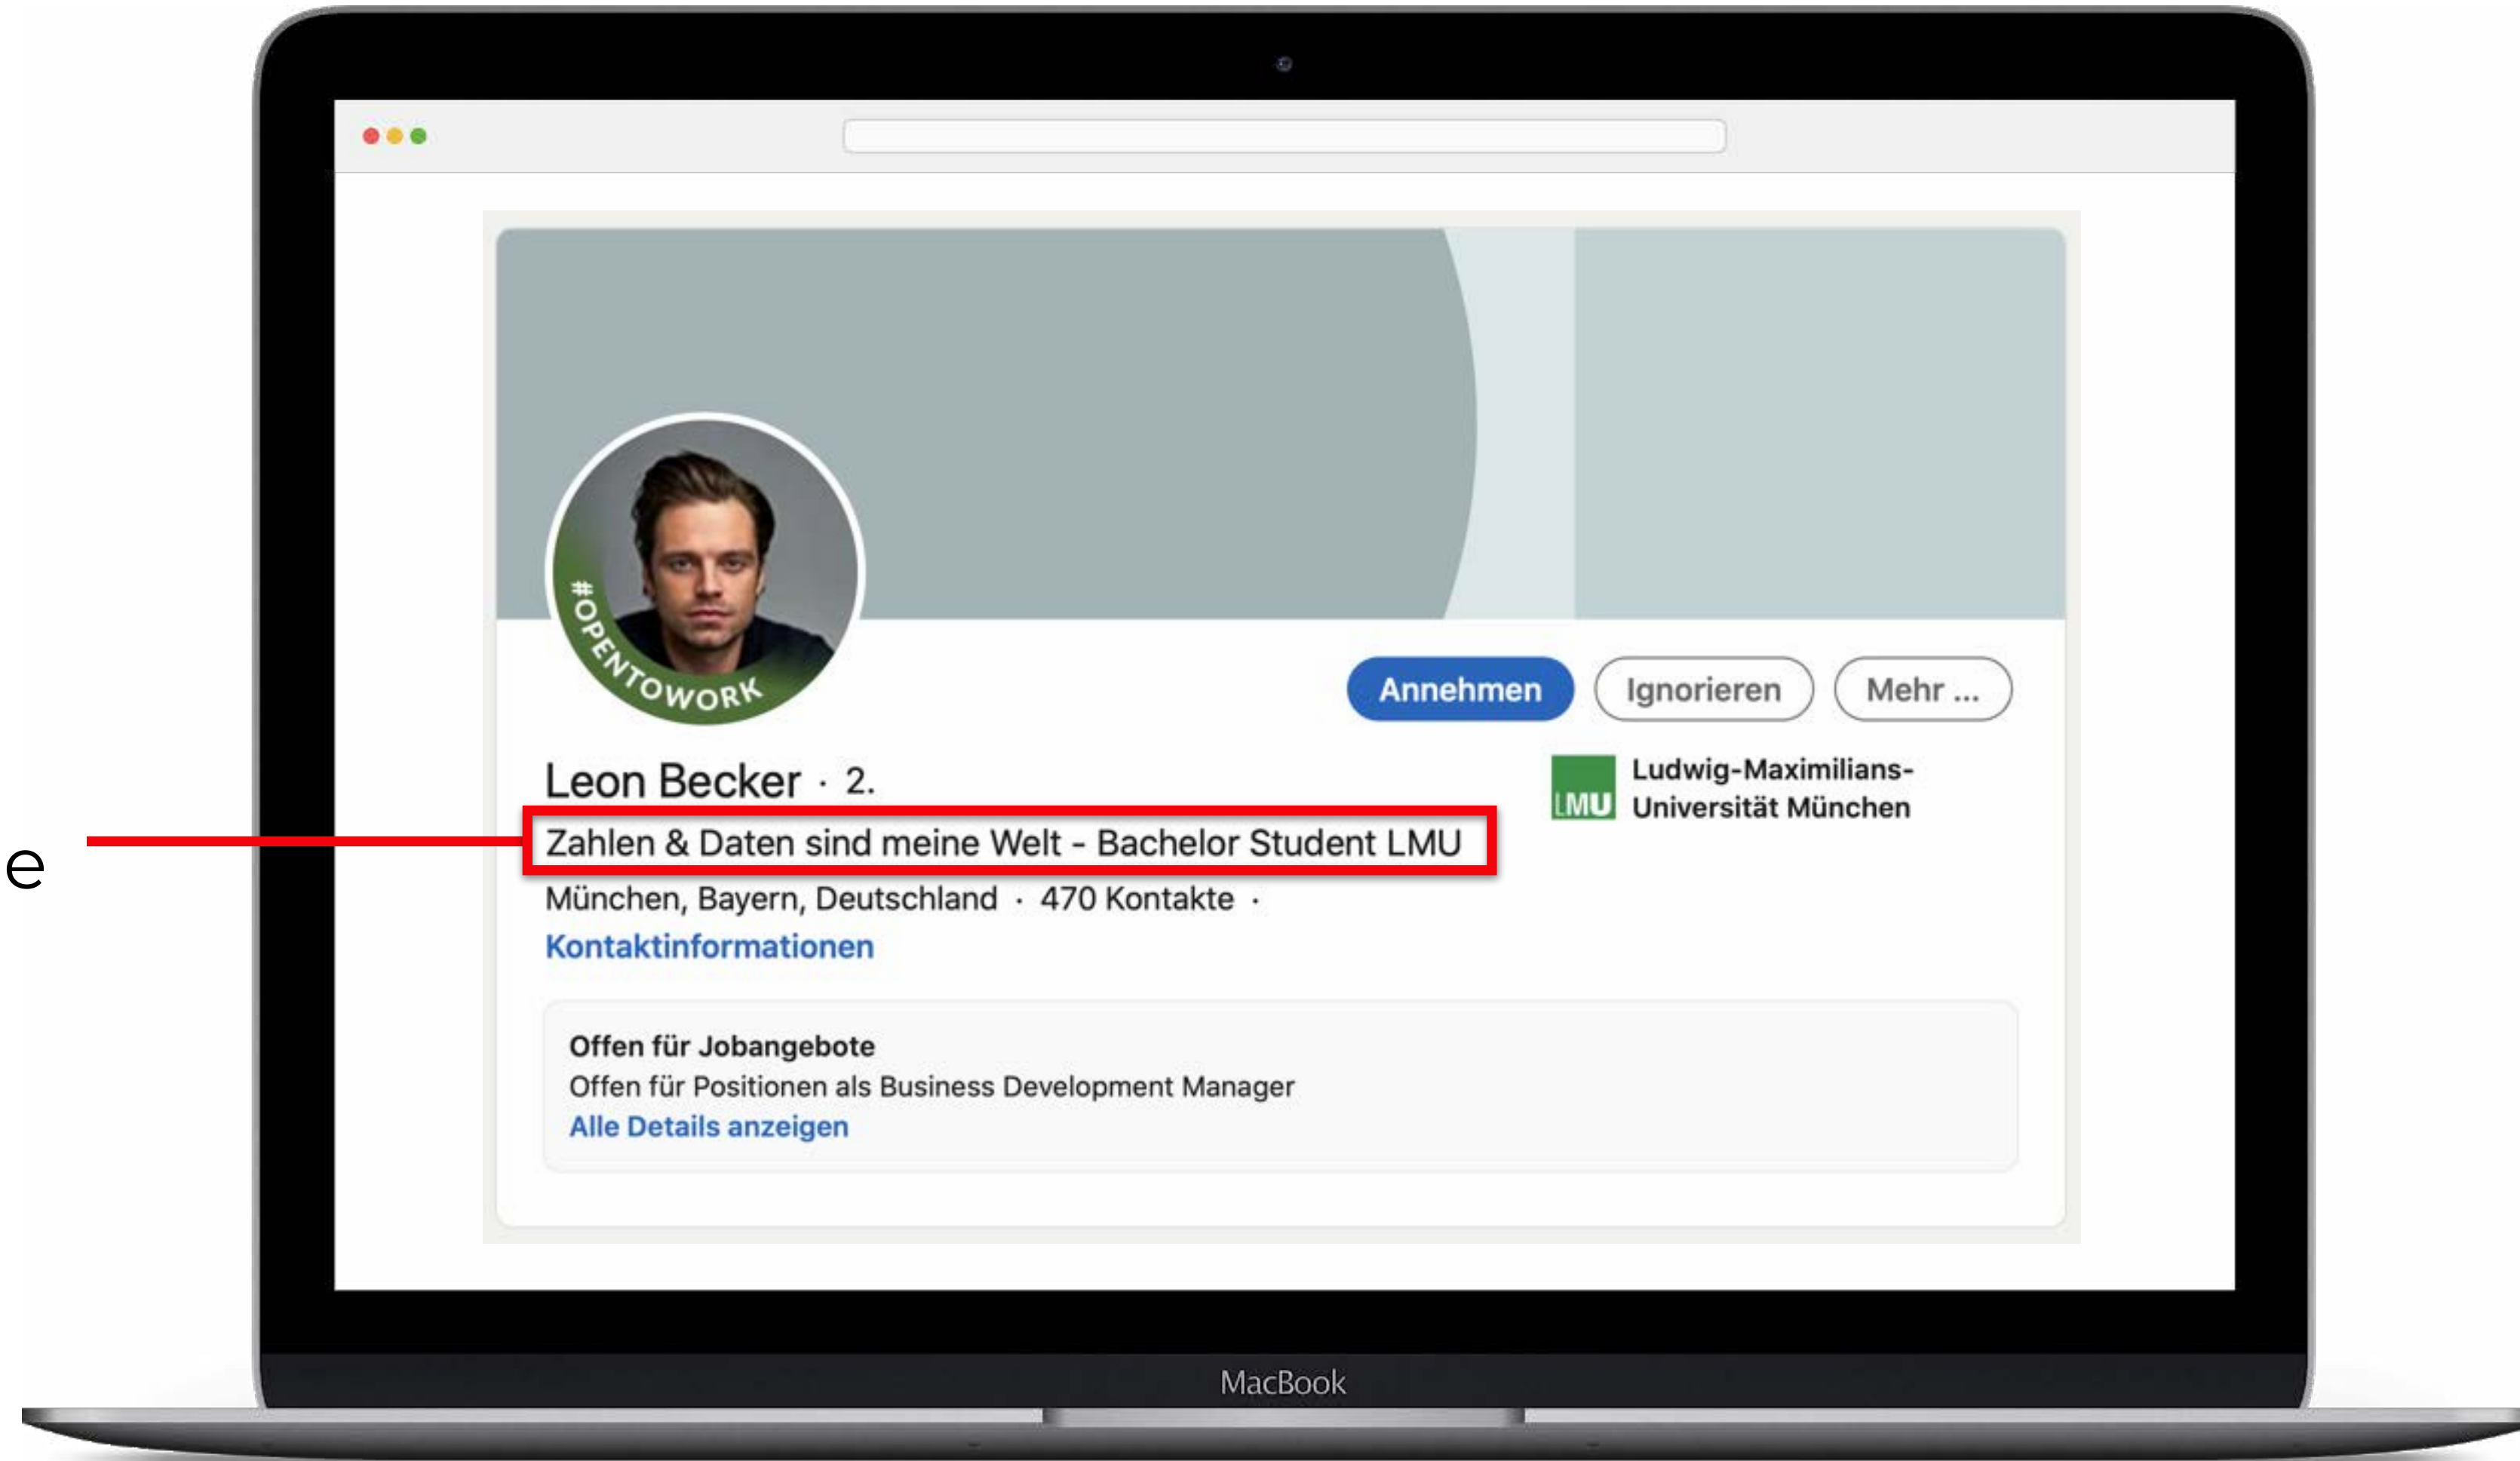 #OPENTOWORK
Annehmen
Ignorieren
Mehr ...
Leon Becker · 2.
LMU
Ludwig-Maximilians-
Universität München
e
Zahlen & Daten sind meine Welt - Bachelor Student LMU
München, Bayern, Deutschland · 470 Kontakte ·
Kontaktinformationen
Offen für Jobangebote
Offen für Positionen als Business Development Manager
Alle Details anzeigen
MacBook